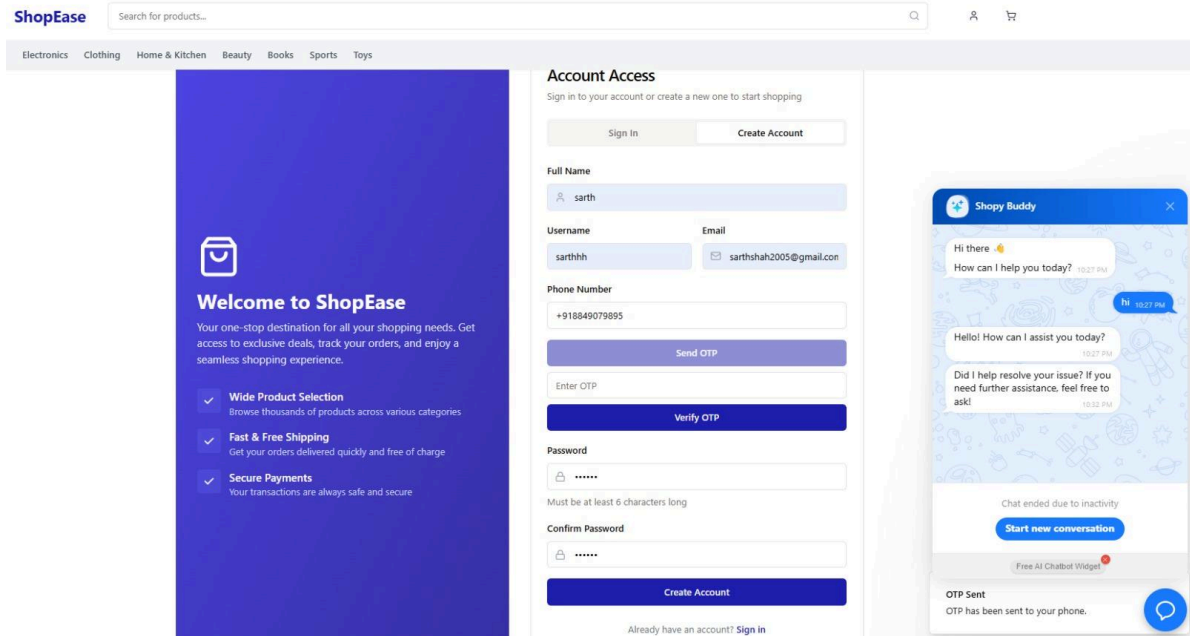 ShopEase
Search for products...
Electronics Clothing Home & Kitchen Beauty Books Sports Toys
Welcome to ShopEase
Your one-stop destination for all your shopping needs. Get
access to exclusive deals, track your orders, and enjoy a
seamless shopping experience.
Wide Product Selection
Browse thousands of products across various categories
Fast & Free Shipping
Get your orders delivered quickly and free of charge
Secure Payments
Your transactions are always safe and secure
Account Access
Sign in to your account or create a new one to start shopping
Sign In Create Account
Full Name
sarth
Username Email
sarthhh sarthshah2005@gmail.con
Phone Number
+918849079895
Send OTP
Enter OTP
Verify OTP
Password
••••••
Must be at least 6 characters long
Confirm Password
••••••
Create Account
Already have an account? Sign in
Shopy Buddy
Hi there 👋
How can I help you today? 10:27 PM
hi 10:27 PM
Hello! How can I assist you today?
10:27 PM
Did I help resolve your issue? If you
need further assistance, feel free to
ask! 10:32 PM
Chat ended due to inactivity
Start new conversation
Free AI Chatbot Widget
OTP Sent
OTP has been sent to your phone.